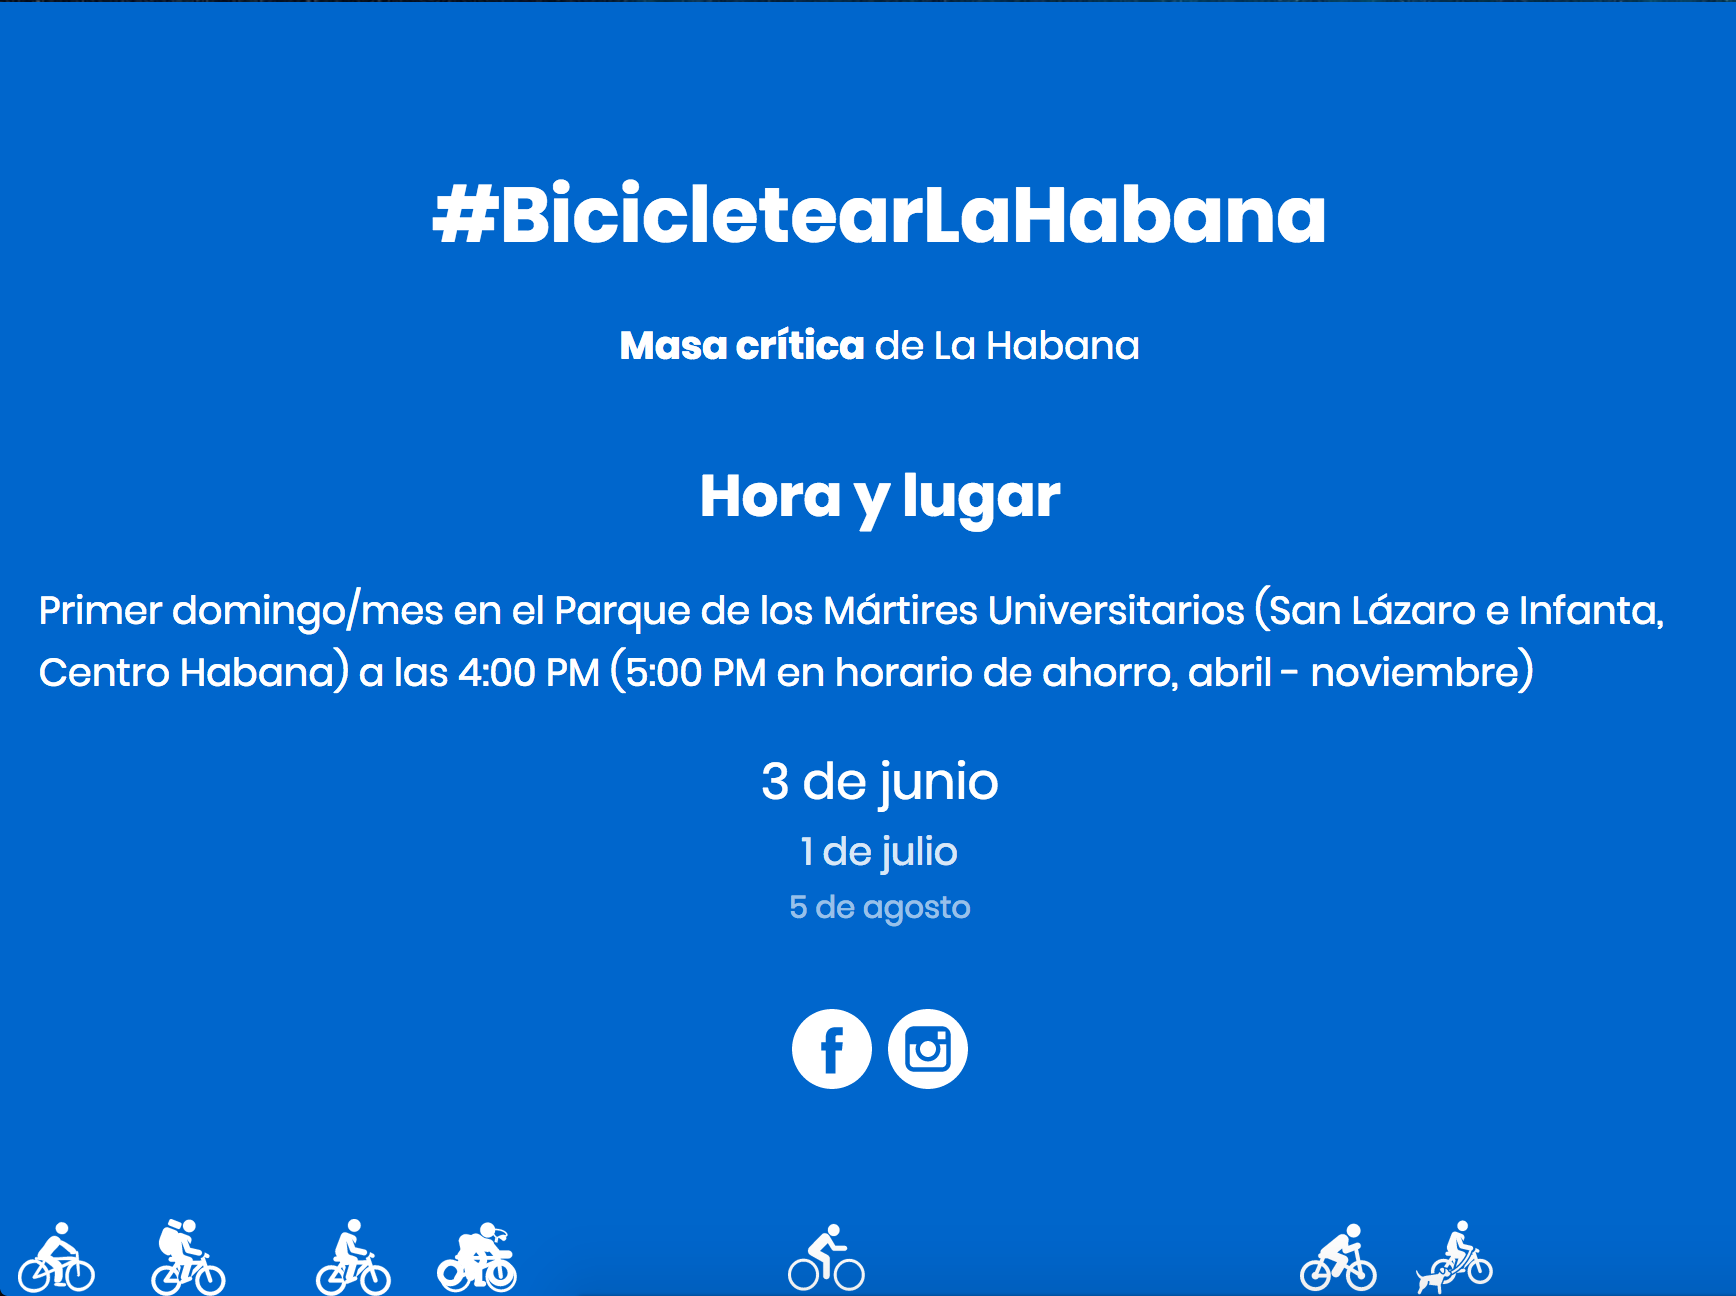 #BicicletearLaHabana
Masa crítica de La Habana
Hora y lugar
Primer domingo/mes en el Parque de los Mártires Universitarios (San Lázaro e Infanta,
Centro Habana) a las 4:00 PM (5:00 PM en horario de ahorro, abril - noviembre)
3 de junio
1 de julio
5 de agosto